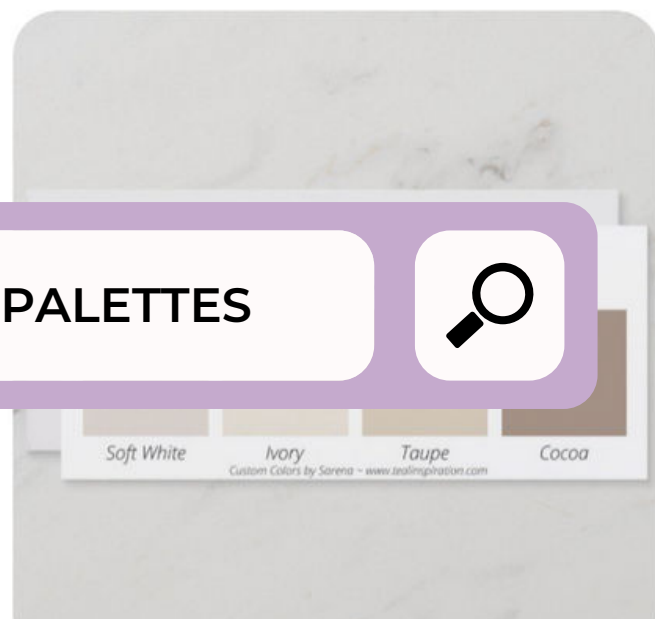 PALETTES
Soft White Ivory Taupe Cocoa
Custom Colors by Sarena ~ www.tealinspiration.com